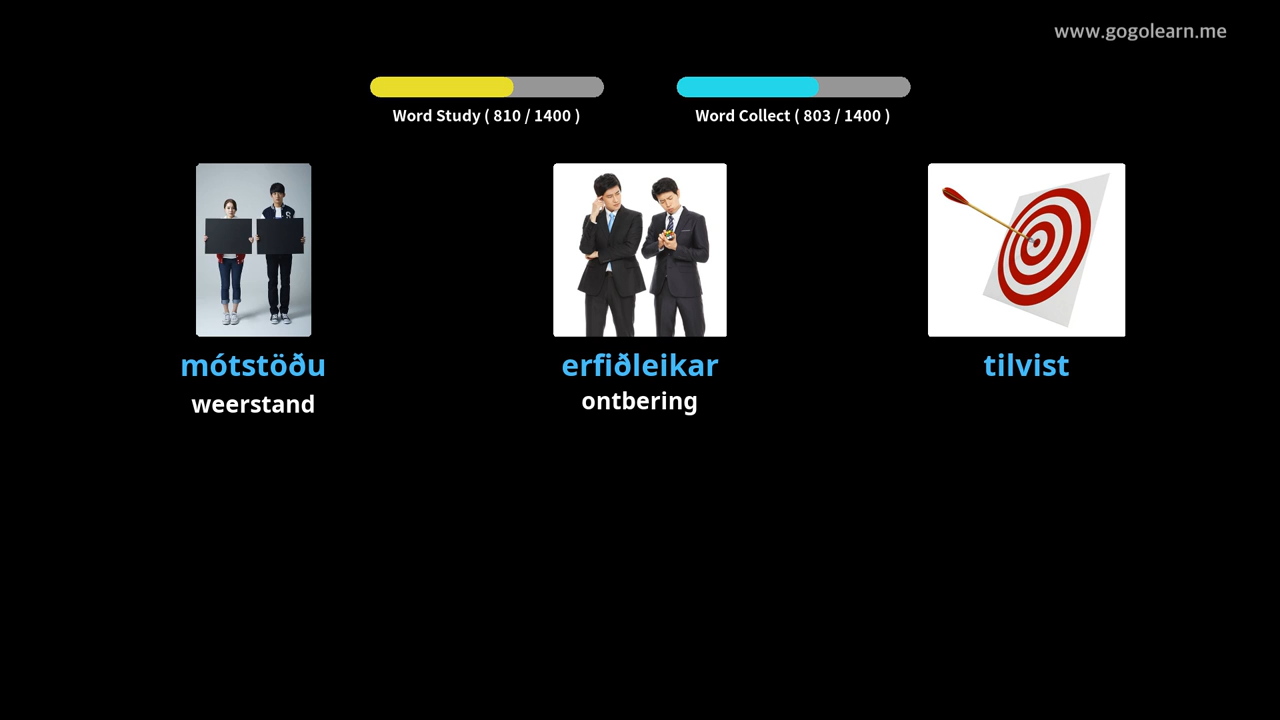 www.gogolearn.me
Word Study ( 810 / 1400 )
Word Collect ( 803 / 1400 )
mótstöðu
weerstand
erfiðleikar
ontbering
tilvist